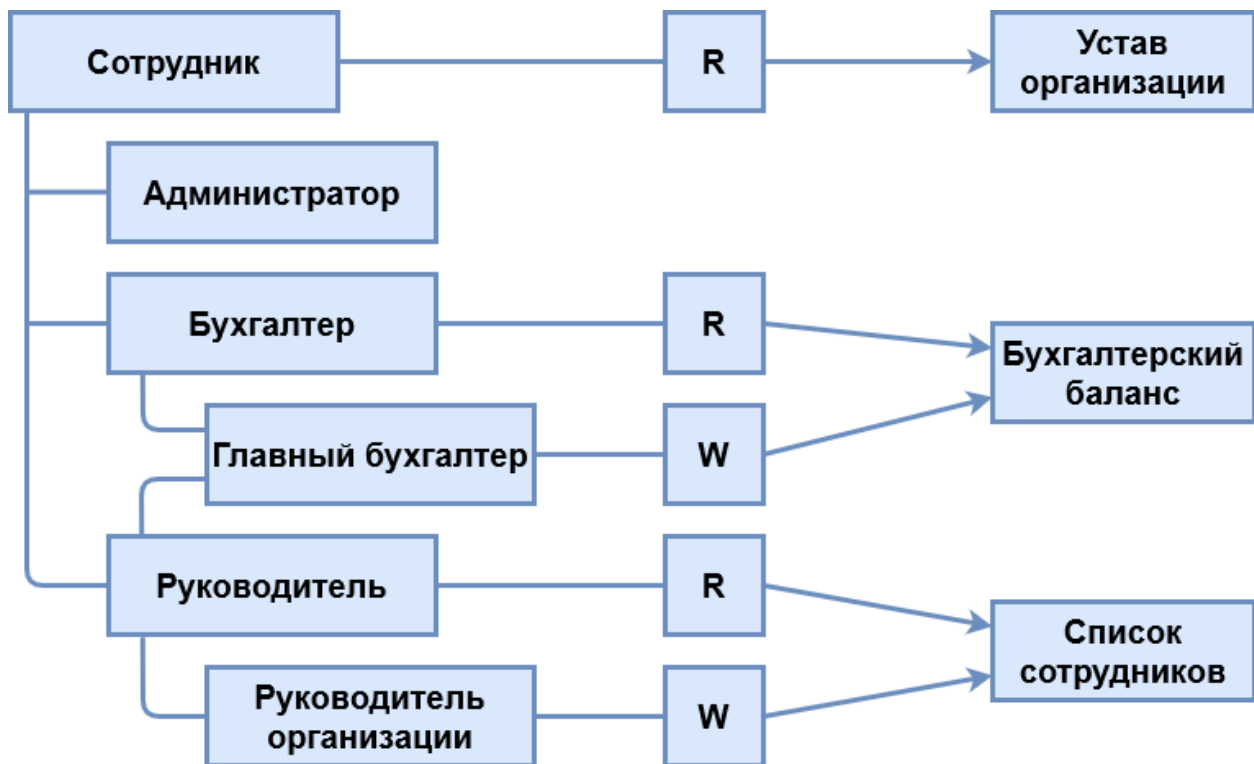 Сотрудник
R
Устав
организации
Администратор
Бухгалтер
R
Бухгалтерский
баланс
Главный бухгалтер
W
Руководитель
R
Список
сотрудников
Руководитель
организации
W